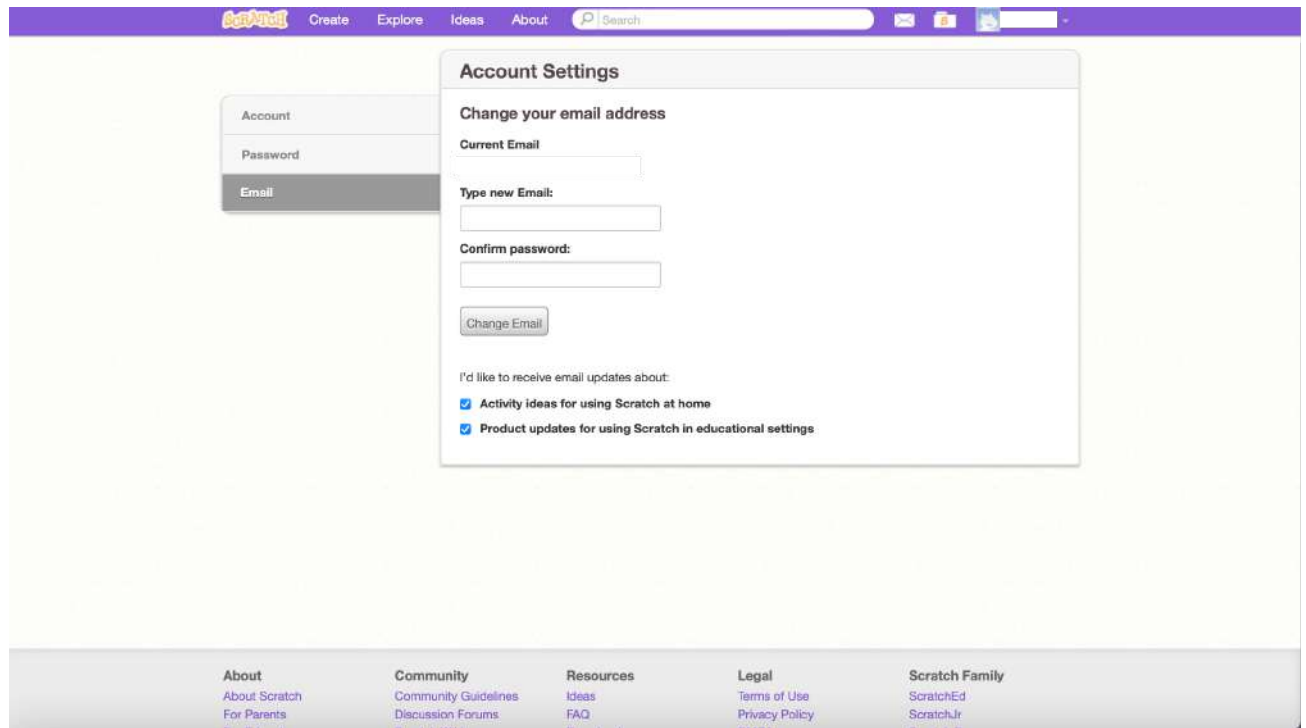 SCRATCH Create Explore Ideas About Search
Account Settings
Account
Password
Email
Change your email address
Current Email
Type new Email:
Confirm password:
Change Email
I'd like to receive email updates about:
Activity ideas for using Scratch at home
Product updates for using Scratch in educational settings
About Community Resources Legal Scratch Family
About Scratch Community Guidelines Ideas Terms of Use ScratchEd
For Parents Discussion Forums FAQ Privacy Policy ScratchJr